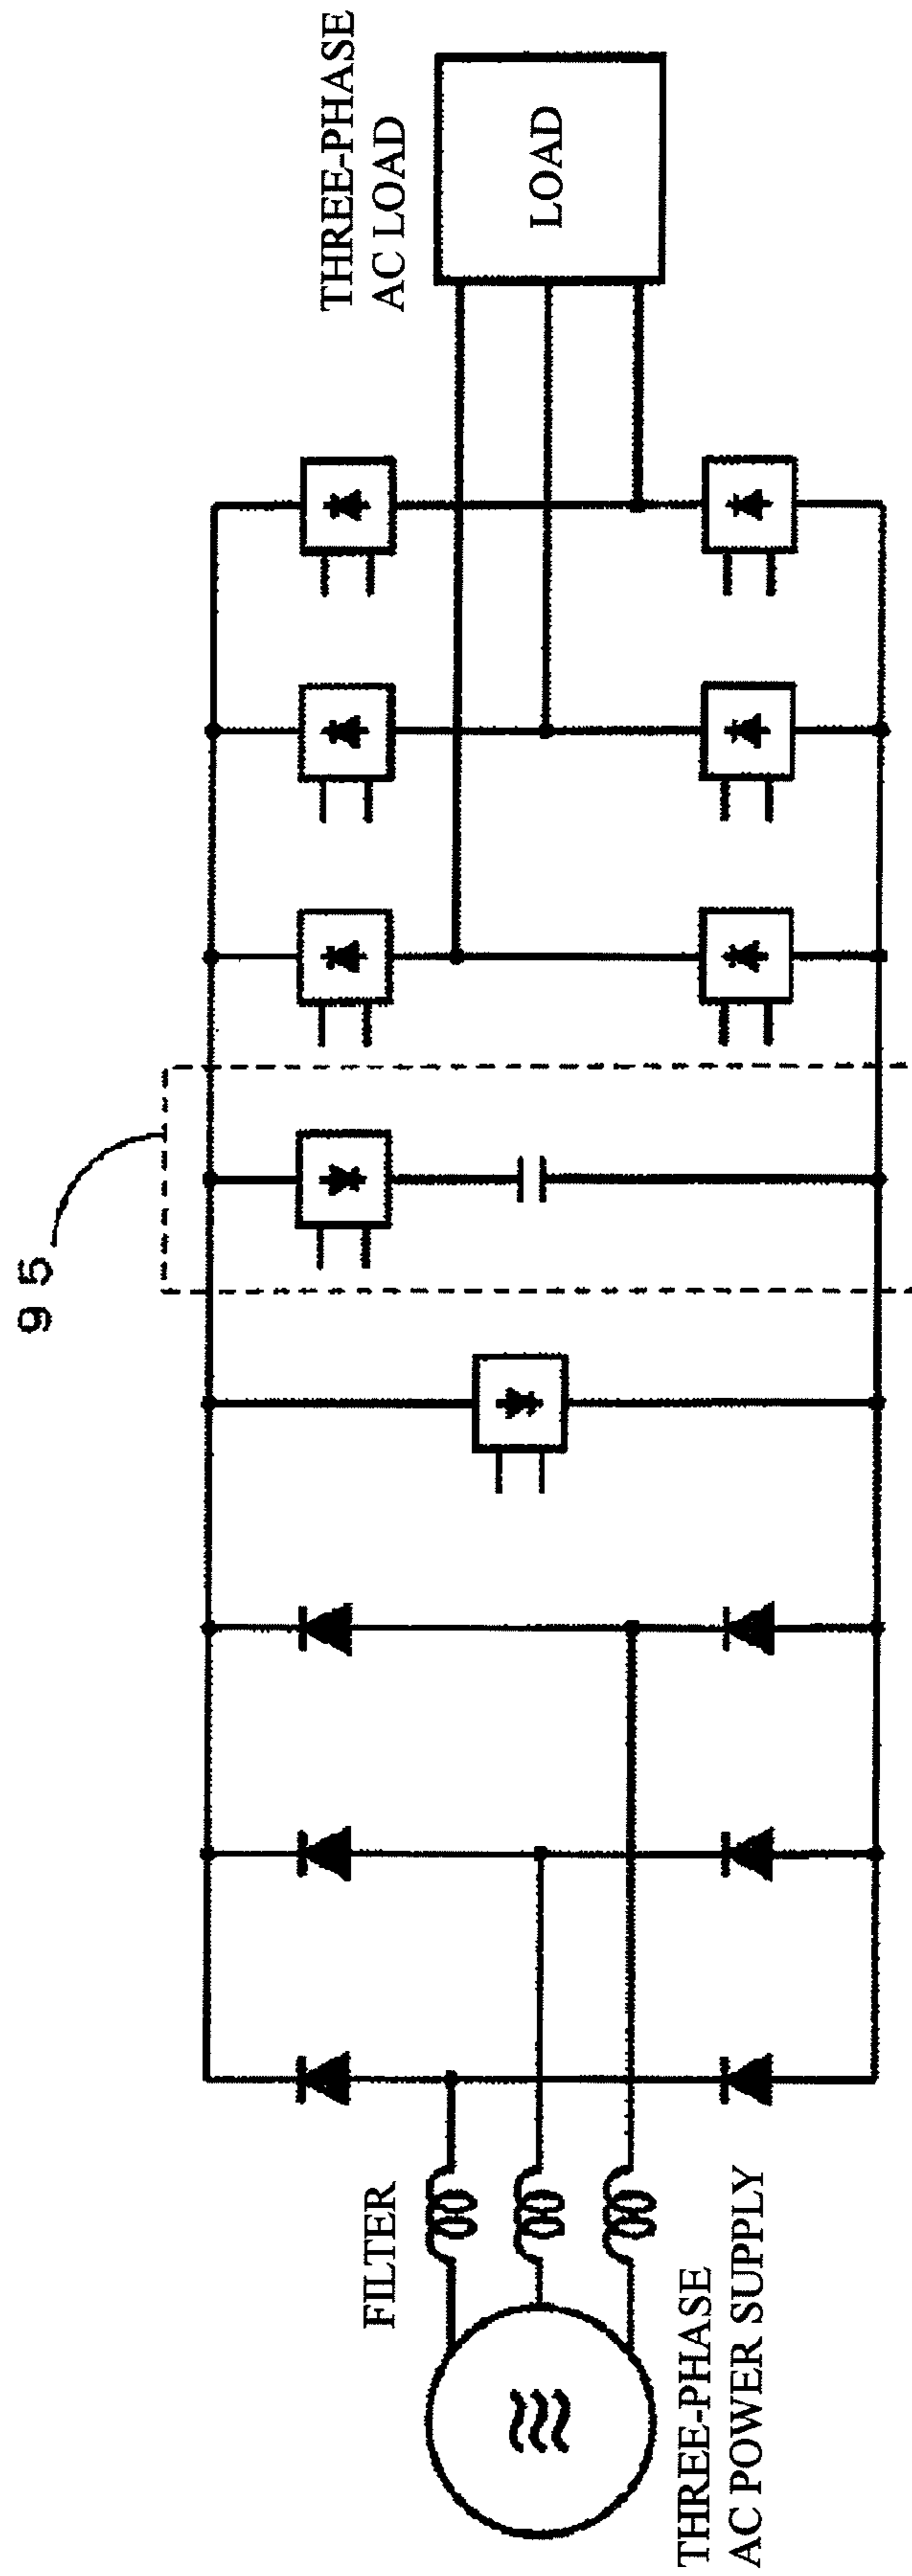 THREE-PHASE
AC POWER SUPPLY
FILTER
95
THREE-PHASE
AC LOAD
LOAD